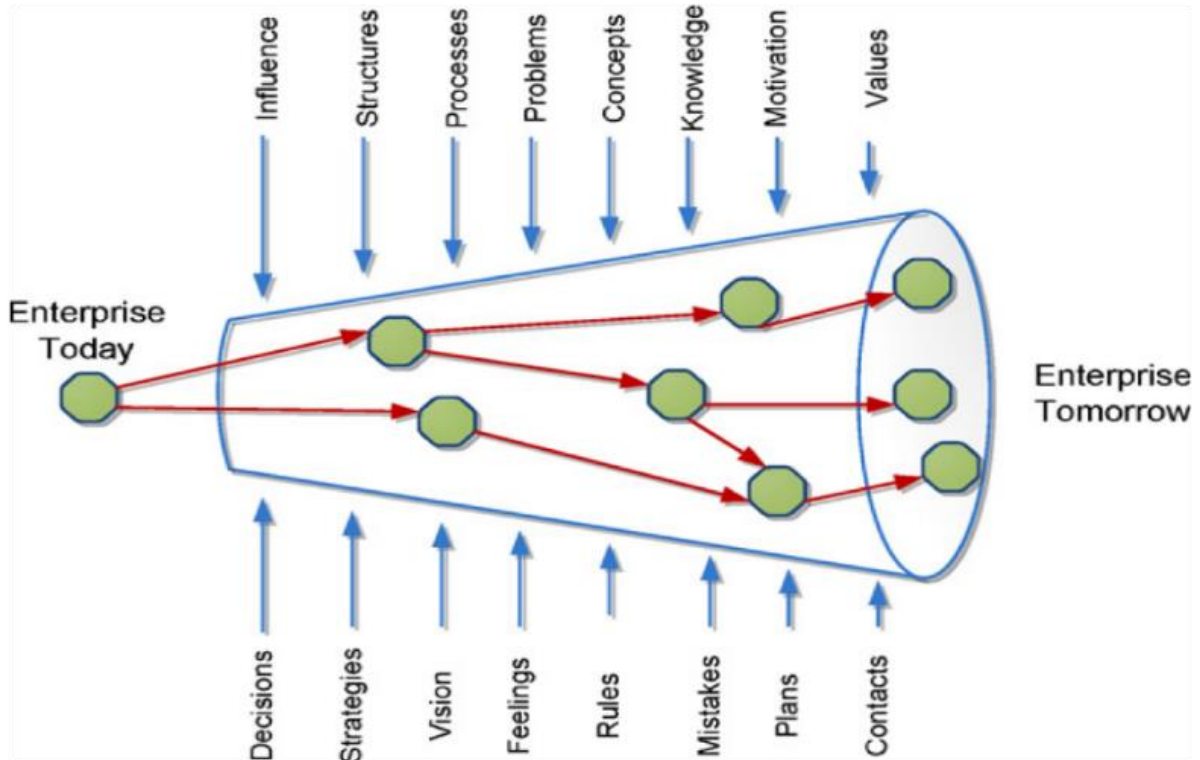 Influence
Structures
Processes
Problems
Concepts
Knowledge
Motivation
Values
Enterprise
Today
Enterprise
Tomorrow
Decisions
Strategies
Vision
Feelings
Rules
Mistakes
Plans
Contacts